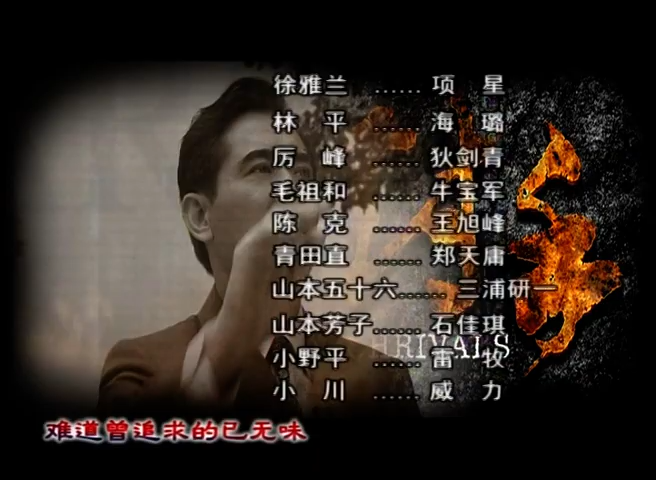 徐雅兰 …… 项 星
林 平 …… 海 璐
厉 峰 …… 狄剑青
毛祖和 …… 牛宝军
陈 克 …… 王旭峰
青田直 …… 郑天庸
山本五十六…… 三浦研一
山本芳子…… 石佳琪
RIVALS
小野平 …… 雷 牧
小 川 …… 威 力
难道曾追求的已无味